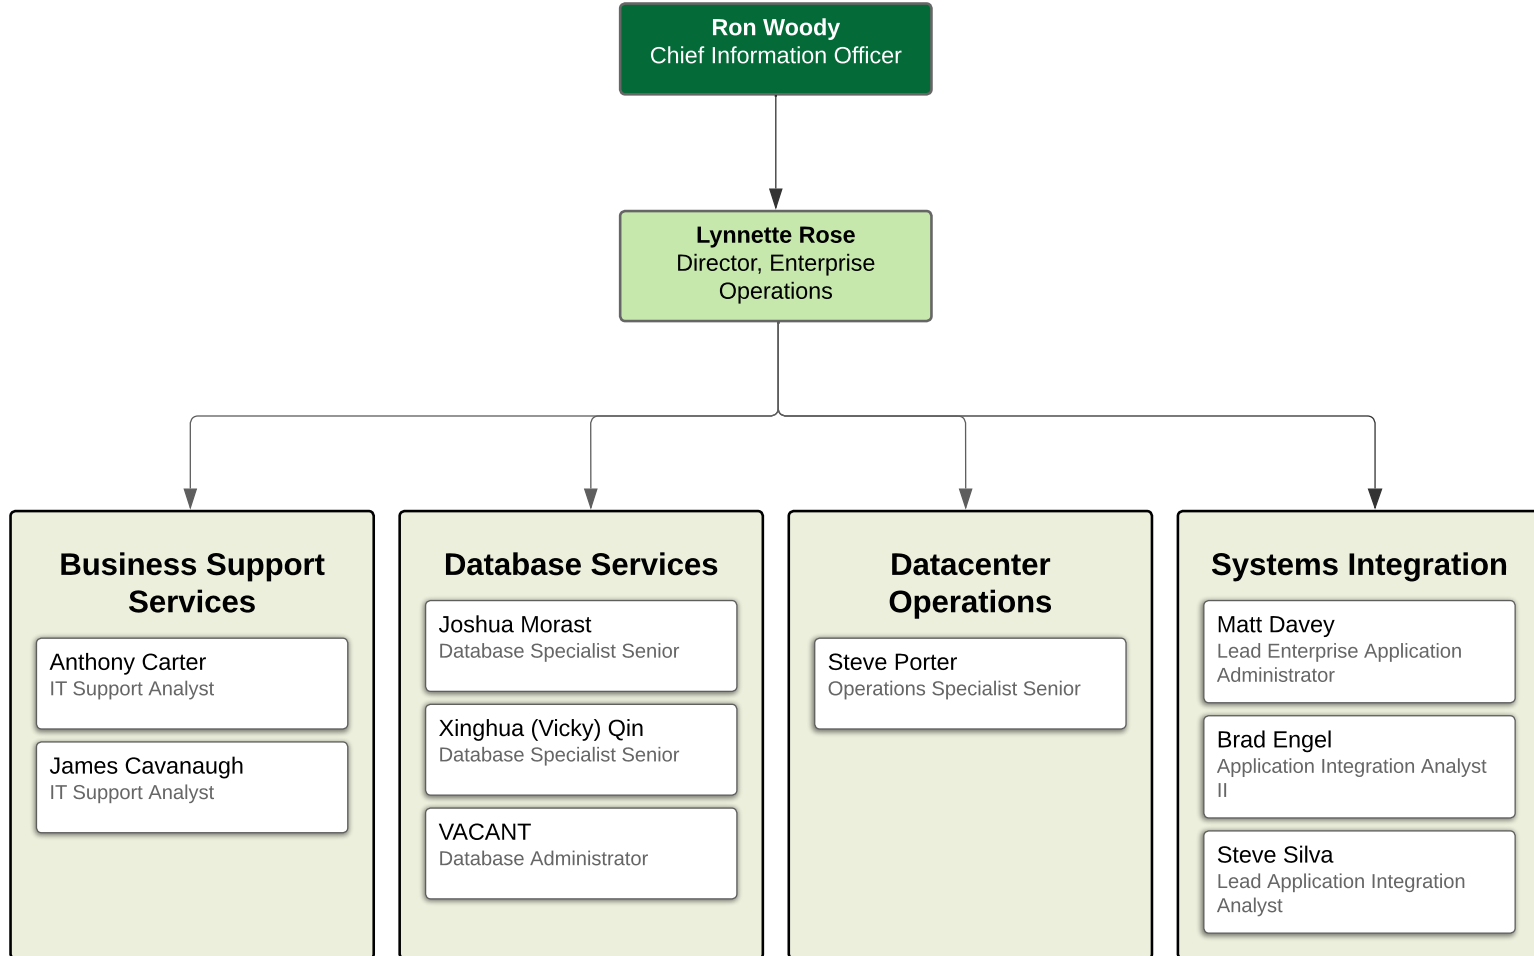 Ron Woody
Chief Information Officer
Lynnette Rose
Director, Enterprise
Operations
Business Support
Services
Anthony Carter
IT Support Analyst
James Cavanaugh
IT Support Analyst
Database Services
Joshua Morast
Database Specialist Senior
Xinghua (Vicky) Qin
Database Specialist Senior
VACANT
Database Administrator
Datacenter
Operations
Steve Porter
Operations Specialist Senior
Systems Integration
Matt Davey
Lead Enterprise Application
Administrator
Brad Engel
Application Integration Analyst
II
Steve Silva
Lead Application Integration
Analyst